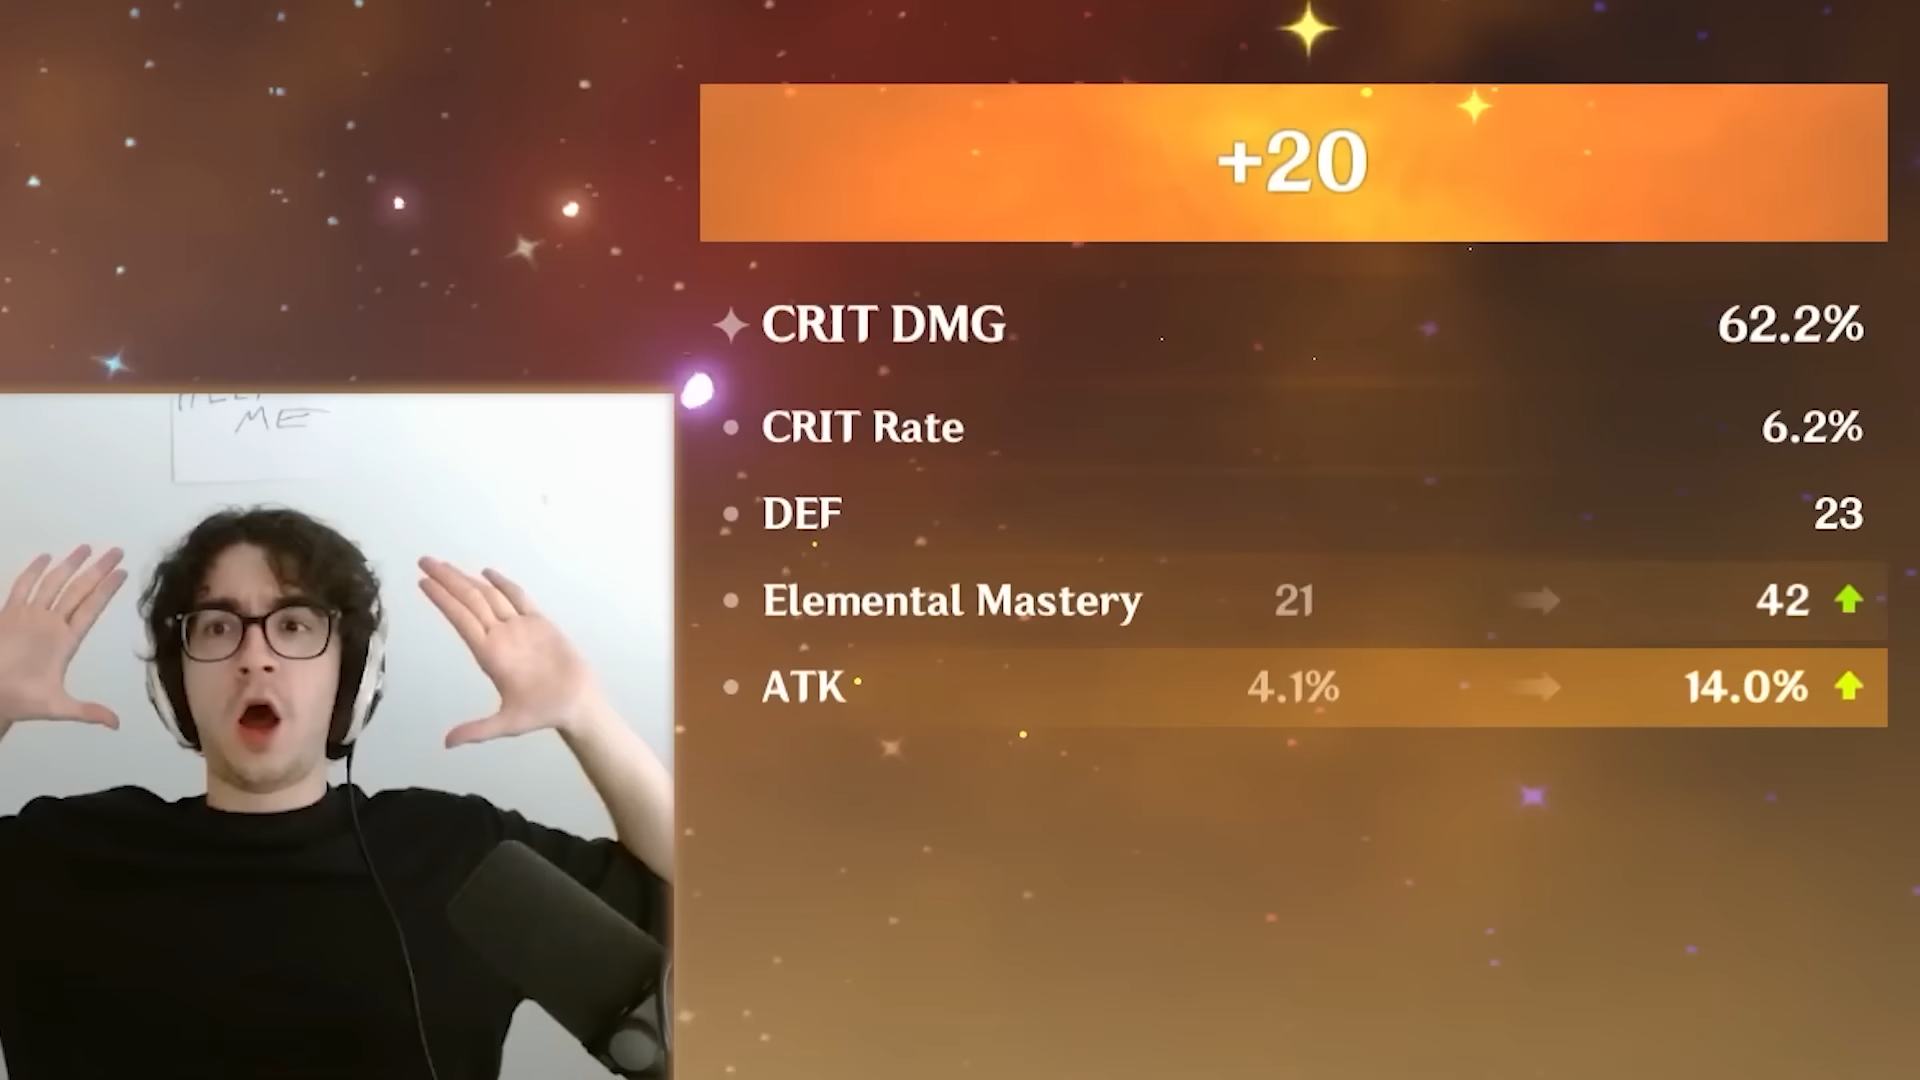 +20
CRIT DMG 62.2%
CRIT Rate 6.2%
DEF 23
Elemental Mastery 21 → 42
ATK 4.1% → 14.0%
ME